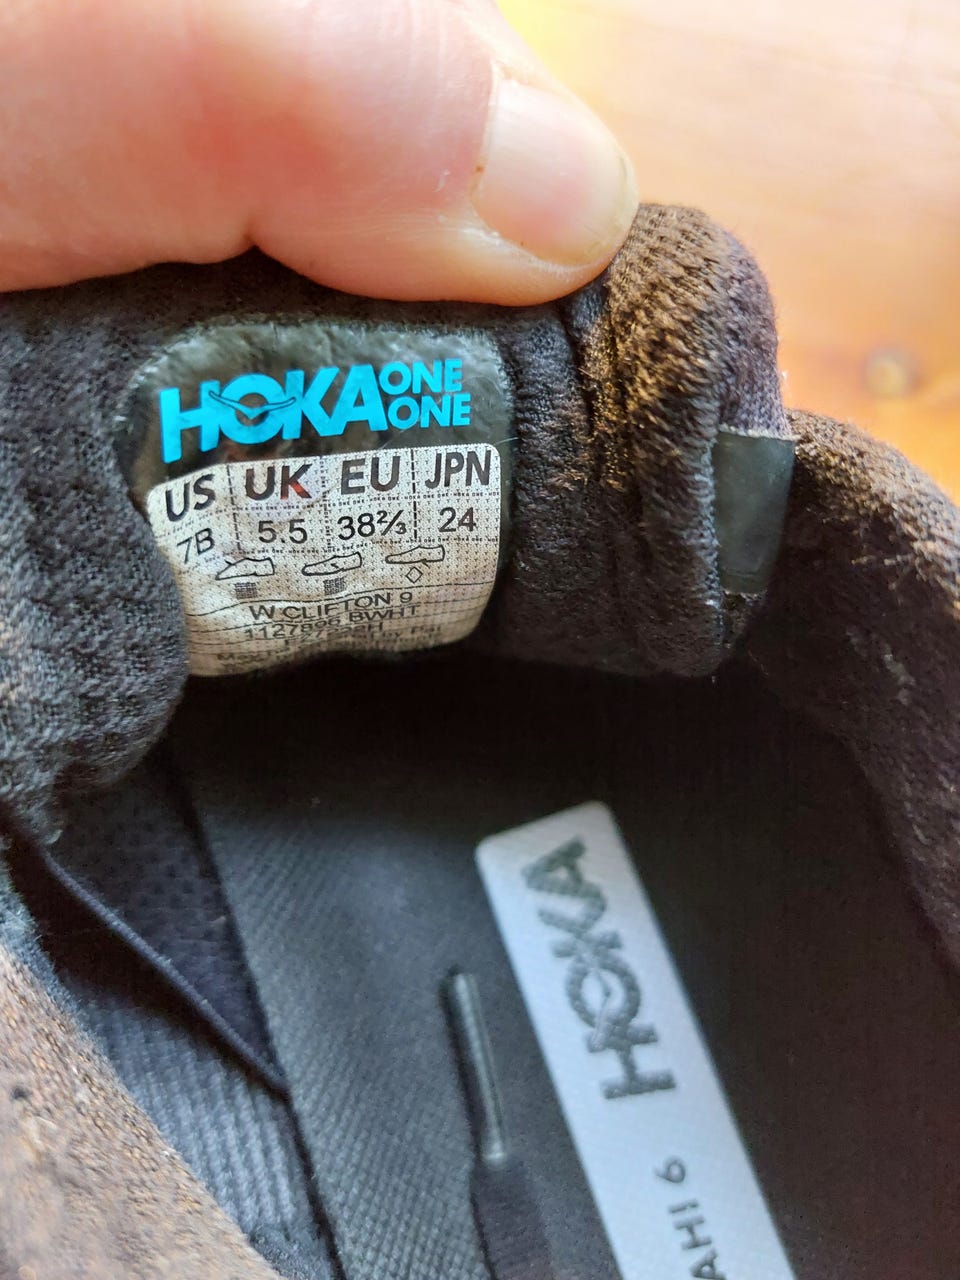 HOKA ONE ONE
US UK EU JPN
7B 5.5 38⅔ 24
W CLIFTON 9
1127896 BWHT
HOKA
AHI 6